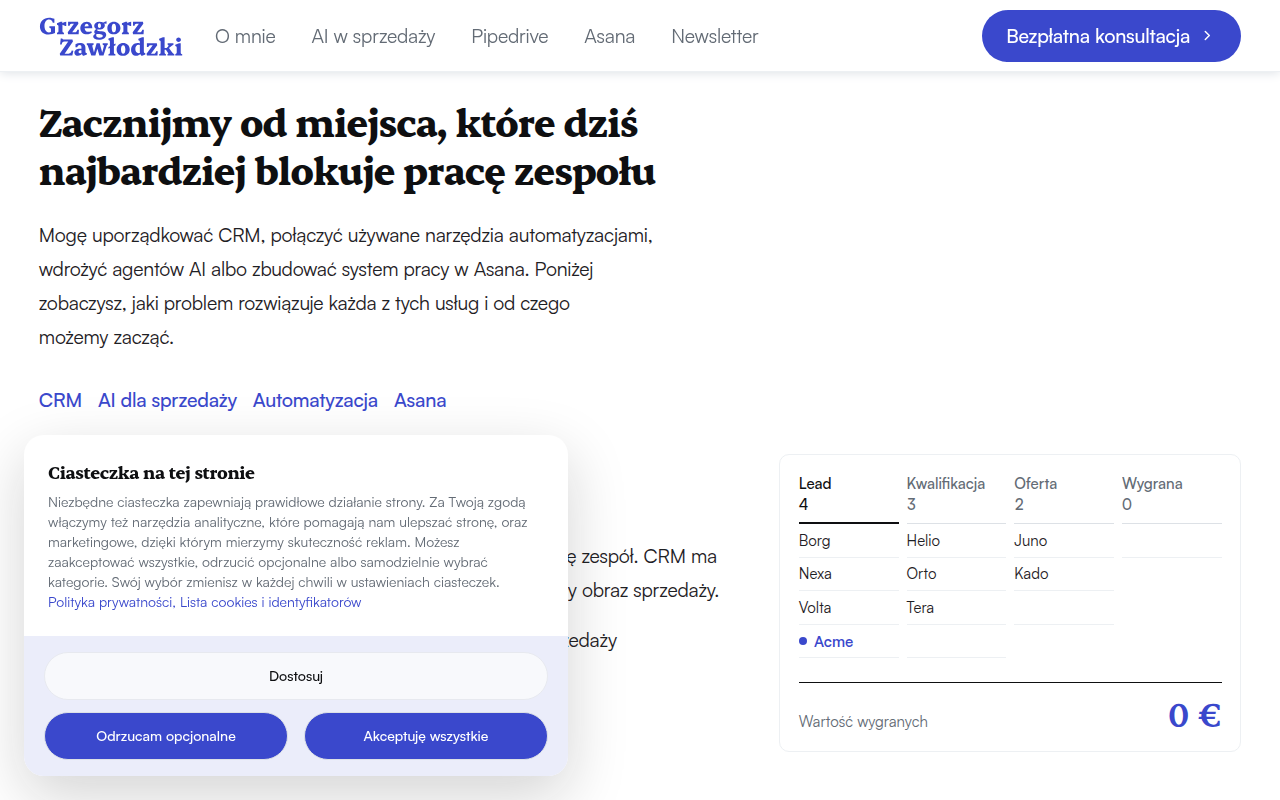 Grzegorz
Zawłodzki
O mnie
AI w sprzedaży
Pipedrive
Asana
Newsletter
Bezpłatna konsultacja
Zacznijmy od miejsca, które dziś
najbardziej blokuje pracę zespołu
Mogę uporządkować CRM, połączyć używane narzędzia automatyzacjami,
wdrożyć agentów AI albo zbudować system pracy w Asana. Poniżej
zobaczysz, jaki problem rozwiązuje każda z tych usług i od czego
możemy zacząć.
CRM AI dla sprzedaży Automatyzacja Asana
Ciasteczka na tej stronie
Niezbędne ciasteczka zapewniają prawidłowe działanie strony. Za Twoją zgodą
włączymy też narzędzia analityczne, które pomagają nam ulepszać stronę, oraz
marketingowe, dzięki którym mierzymy skuteczność reklam. Możesz
zaakceptować wszystkie, odrzucić opcjonalne albo samodzielnie wybrać
kategorie. Swój wybór zmienisz w każdej chwili w ustawieniach ciasteczek.
Polityka prywatności, Lista cookies i identyfikatorów
Dostosuj
Odrzucam opcjonalne
Akceptuję wszystkie
zespół. CRM ma
obraz sprzedaży.
Lead Kwalifikacja Oferta Wygrana
4 3 2 0
Borg Helio Juno
Nexa Orto Kado
Volta Tera
Acme
Wartość wygranych 0 €